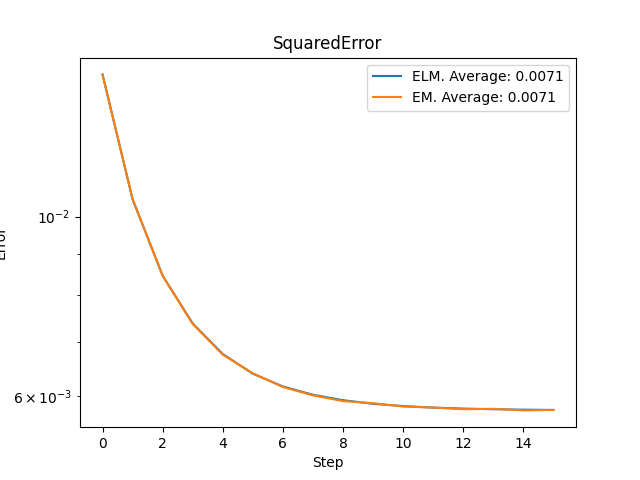 SquaredError
ELM. Average: 0.0071
EM. Average: 0.0071
10⁻²
6 × 10⁻³
Error
0 2 4 6 8 10 12 14
Step